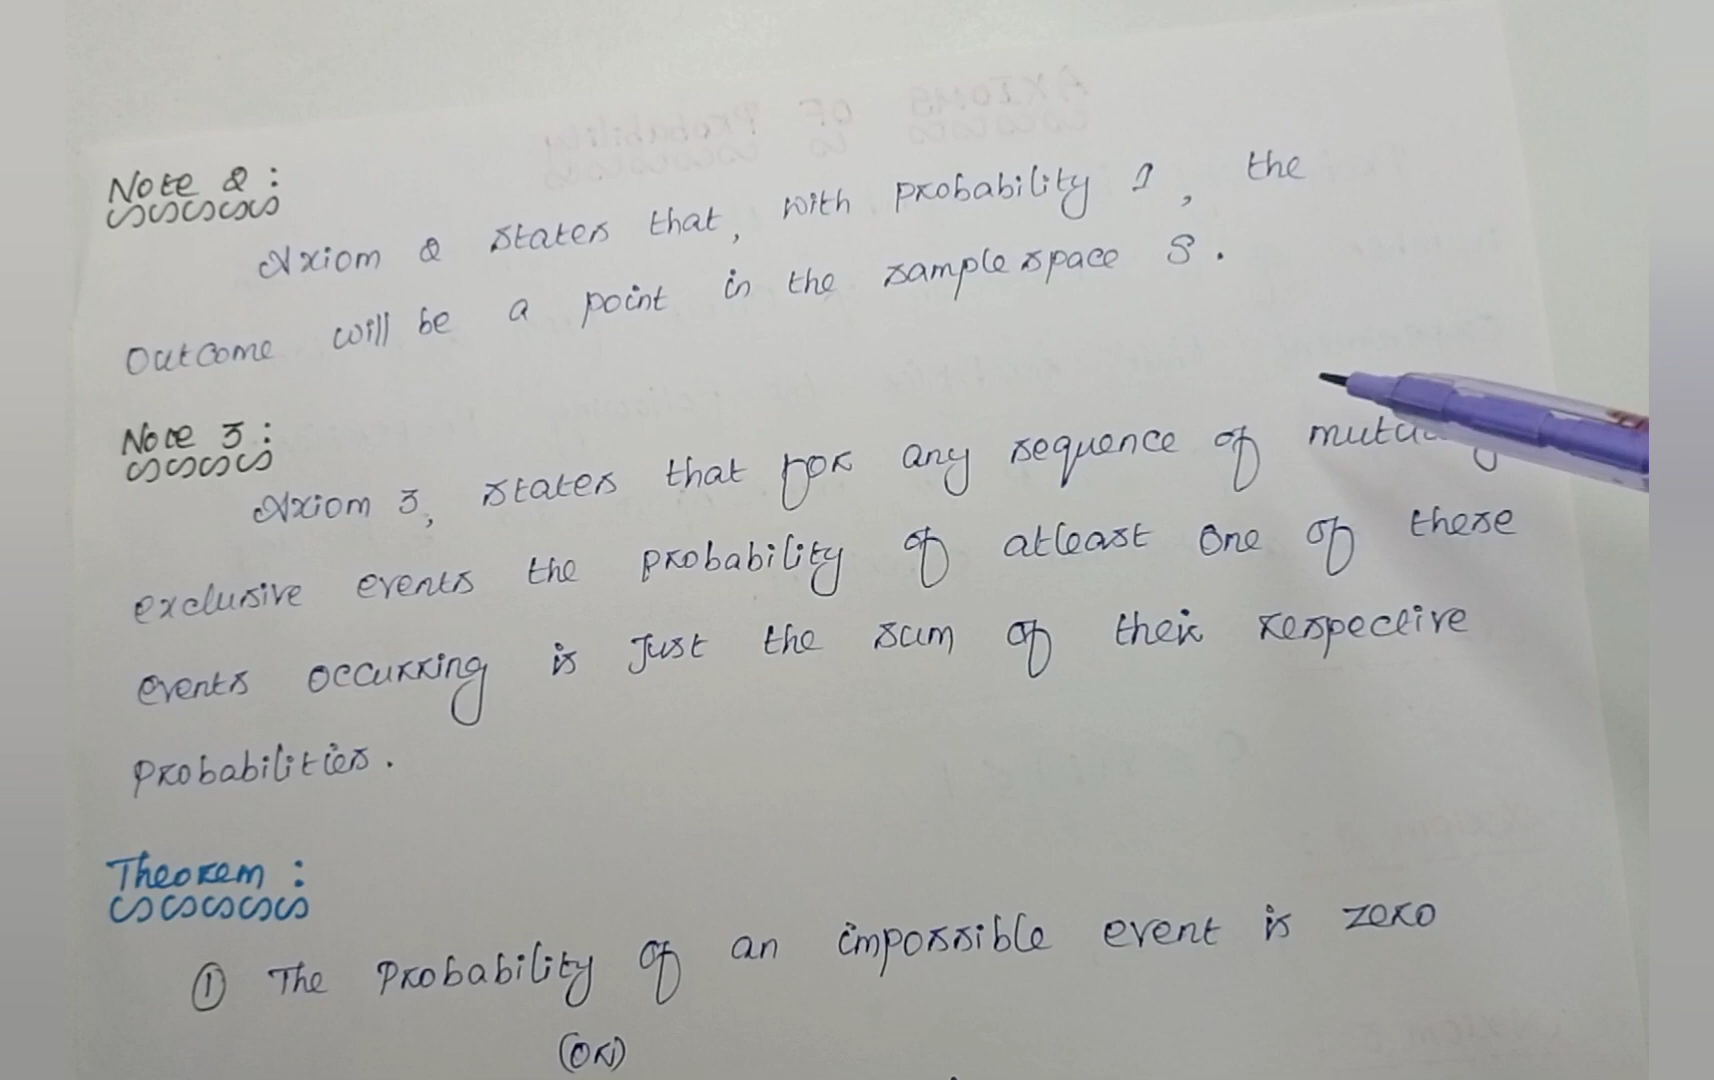 Note 2:
Axiom 2 states that, with probability 1, the
outcome will be a point in the sample space S.
Note 3:
Axiom 3, states that for any sequence of
exclusive events the probability of atleast one of these
events occurring is Just the sum of their respective
probabilities.
Theorem:
① The Probability of an impossible event is zero
(OR)